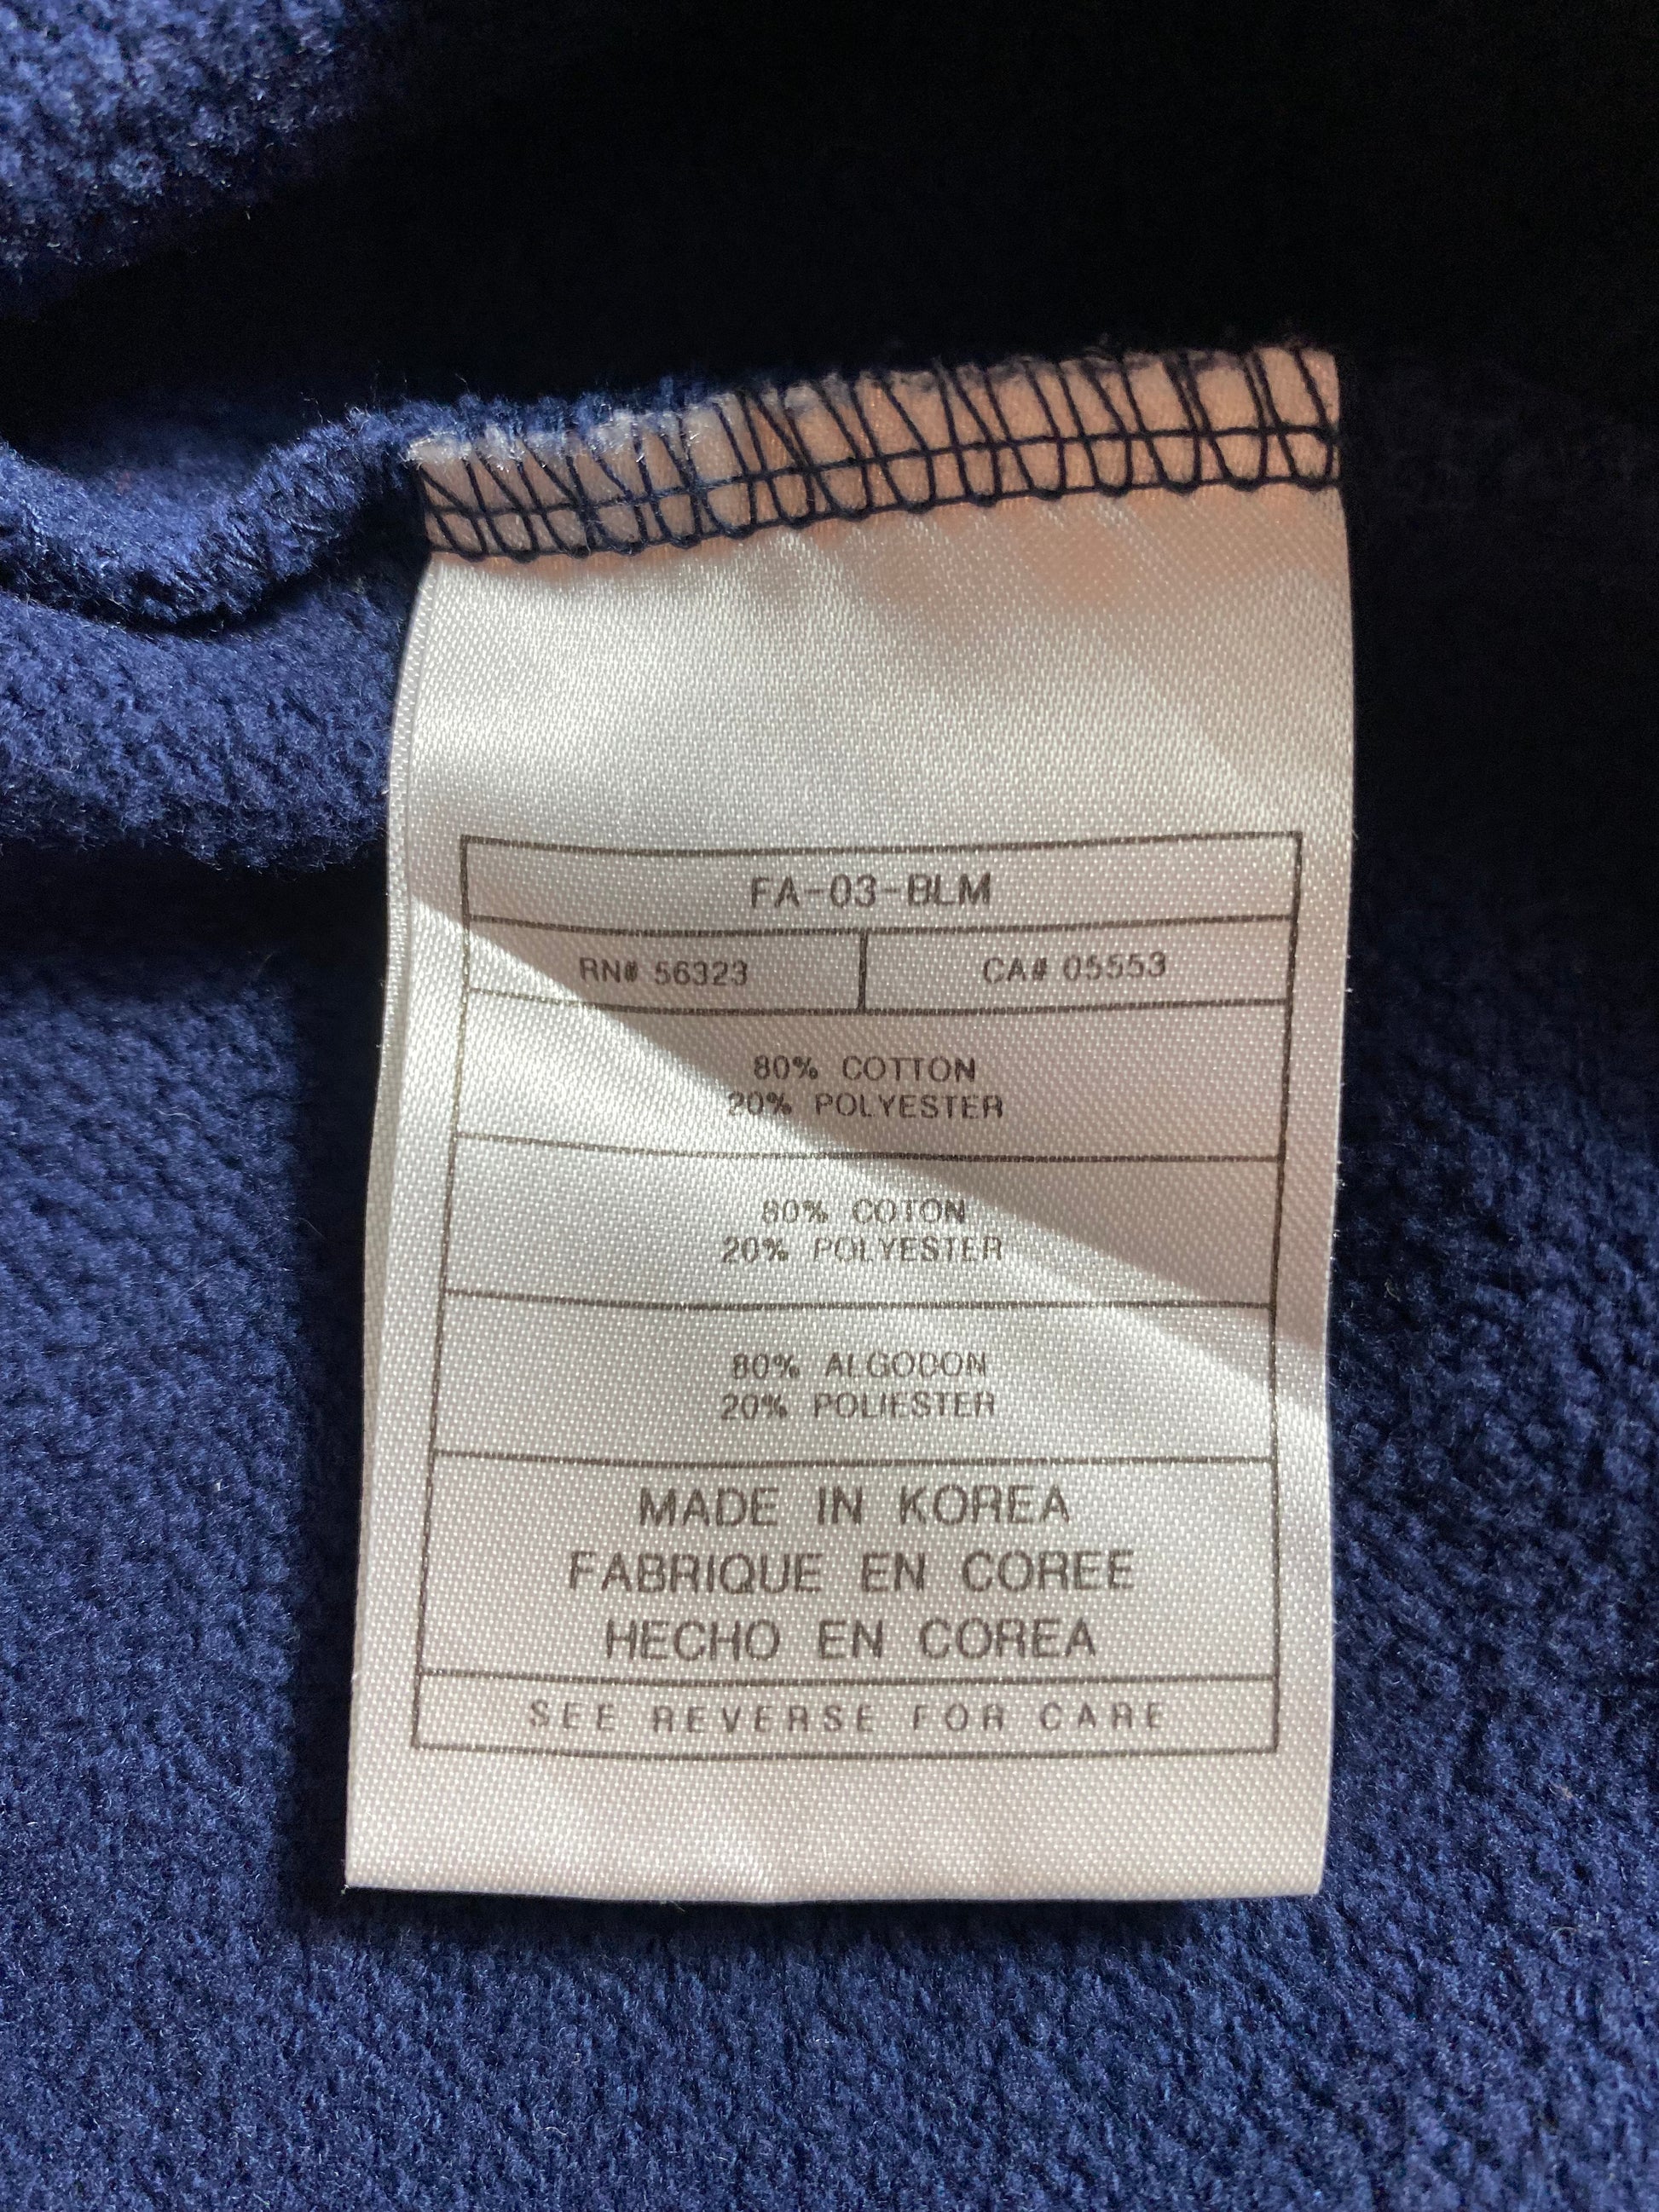 FA-03-BLM
RN# 56323 CA# 05553
80% COTTON
20% POLYESTER
80% COTON
20% POLYESTER
80% ALGODON
20% POLIESTER
MADE IN KOREA
FABRIQUE EN COREE
HECHO EN COREA
SEE REVERSE FOR CARE